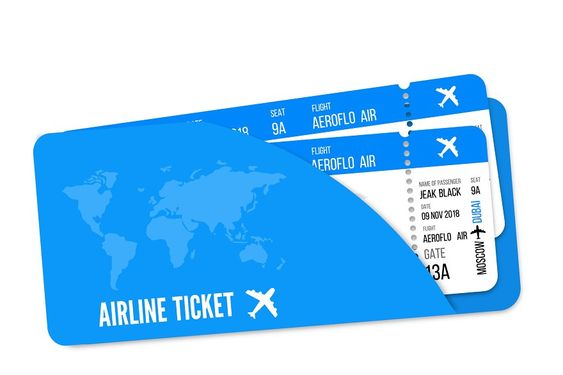 SEAT FLIGHT
2018 9A AEROFLO AIR
FLIGHT
AEROFLO AIR
NAME OF PASSENGER SEAT
JEAK BLACK 9A
DATE
09 NOV 2018
FLIGHT
AEROFLO AIR
GATE
13A
MOSCOW DUBAI
AIRLINE TICKET